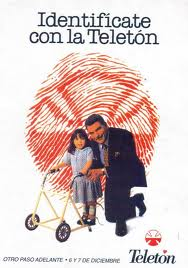 Identifícate
con la Teletón
OTRO PASO ADELANTE • 6 Y 7 DE DICIEMBRE
Teletón